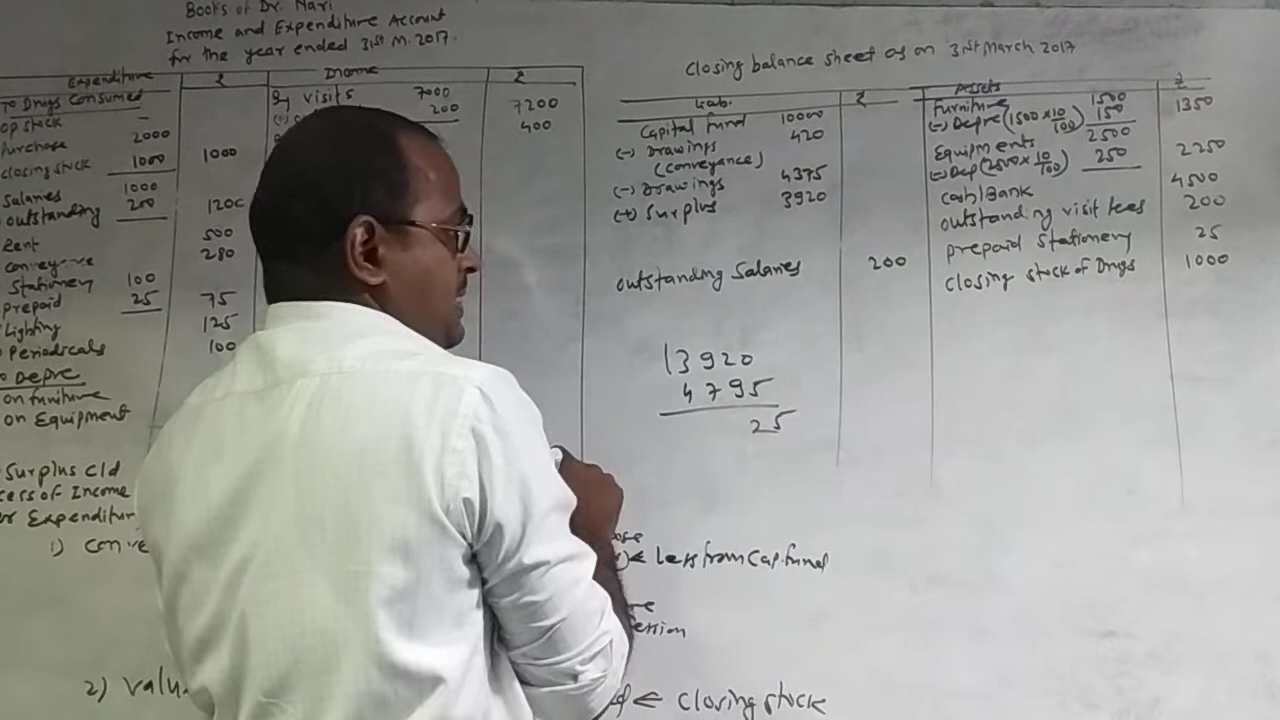 Books of Dr. Hari
Income and Expenditure Account
for the year ended 31st M. 2017.
Expenditure ₹ Income ₹
To Drugs Consumed
op stock -
Purchase 2000
closing stock 1000 1000
Salaries 1000
outstanding 200 1200
Rent 500
Conveyance 280
Stationery 100
prepaid 25 75
Lighting 125
Periodicals 100
Depre
on furniture
on Equipment
Surplus c/d
cess of Income
er Expenditur
By visits 7000
200 7200
400
Closing balance sheet as on 31st March 2017
Liab. ₹ Assets ₹
Capital fund 10000
(-) Drawings 420
(conveyance)
(-) Drawings 4375
(+) Surplus 3920
outstanding Salaries 200
13920
4795
25
Furniture 1500
(-) Depre (1500 x 10/100) 150 1350
Equipments 2500
(-) Dep (2500 x 10/100) 250 2250
Cash/Bank 4500
outstanding visit fees 200
prepaid stationery 25
closing stock of Drugs 1000
1) Conve
ose
← Less from Cap. fund
ession
2) valu
← closing stock